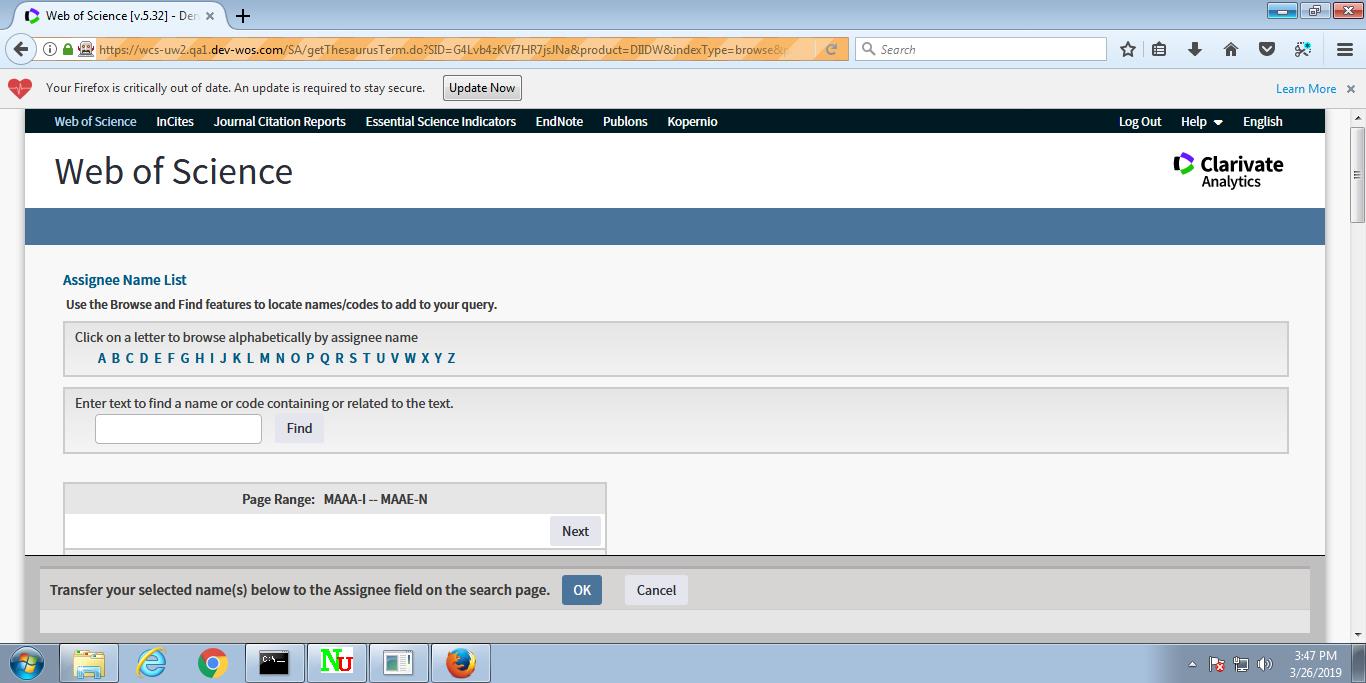 Web of Science [v.5.32] - Der
https://wcs-uw2.qa1.dev-wos.com/SA/getThesaurusTerm.do?SID=G4Lvb4zKVf7HR7jsJNa&product=DIIDW&indexType=browse&
Search
Your Firefox is critically out of date. An update is required to stay secure.
Update Now
Learn More
Web of Science InCites Journal Citation Reports Essential Science Indicators EndNote Publons Kopernio Log Out Help English
Web of Science
Clarivate
Analytics
Assignee Name List
Use the Browse and Find features to locate names/codes to add to your query.
Click on a letter to browse alphabetically by assignee name
A B C D E F G H I J K L M N O P Q R S T U V W X Y Z
Enter text to find a name or code containing or related to the text.
Find
Page Range: MAAA-I -- MAAE-N
Next
Transfer your selected name(s) below to the Assignee field on the search page. OK Cancel
C:\
Nu
3:47 PM
3/26/2019